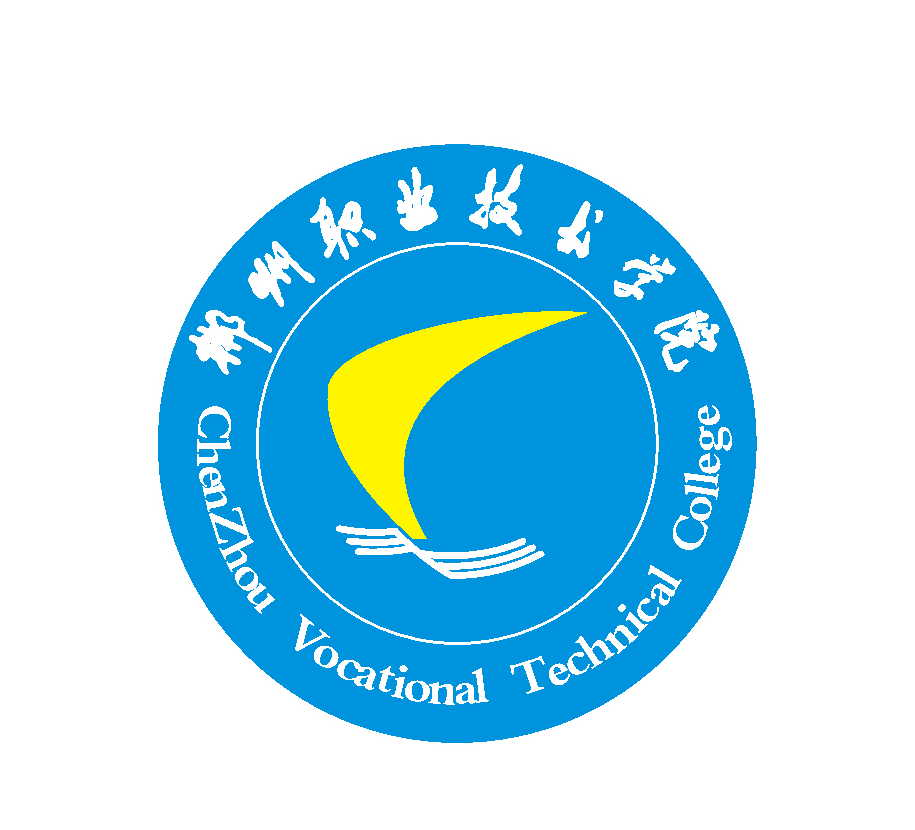 郴州职业技术学院
ChenZhou Vocational Technical College